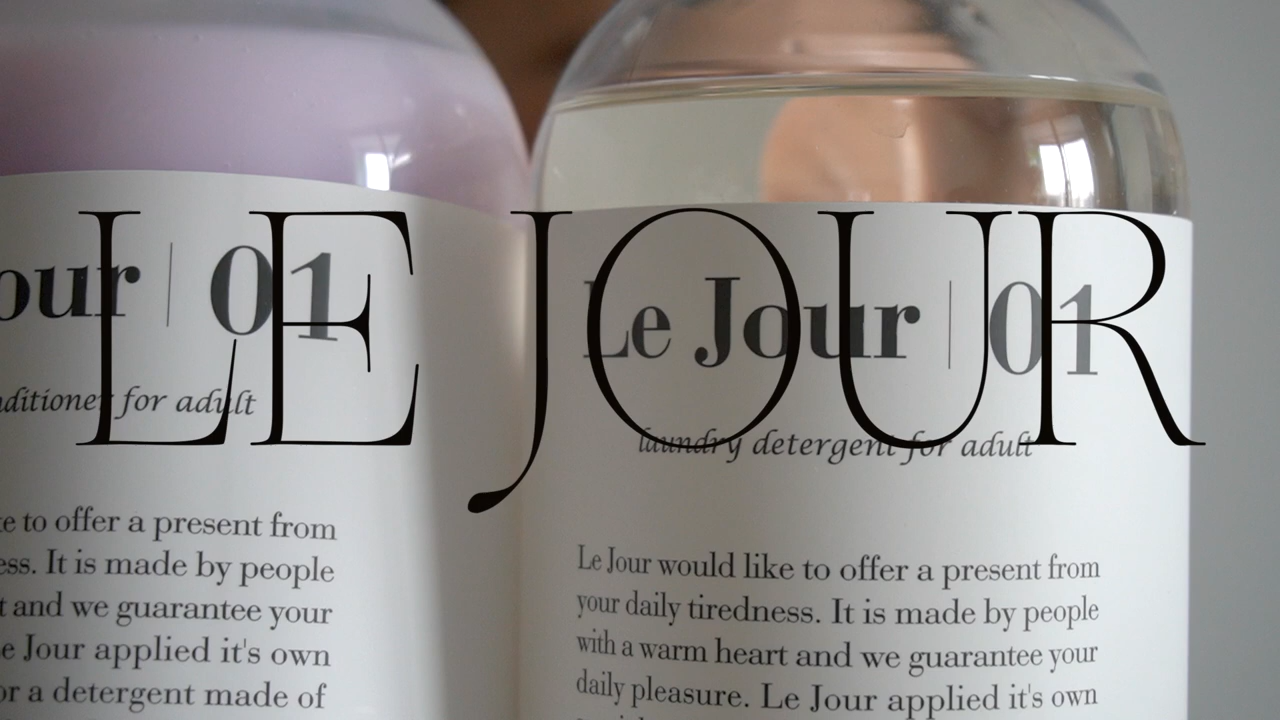 LE JOUR
our | 01
nditioner for adult
te to offer a present from
ess. It is made by people
t and we guarantee your
e Jour applied it's own
or a detergent made of
Le Jour | 01
laundry detergent for adult
Le Jour would like to offer a present from
your daily tiredness. It is made by people
with a warm heart and we guarantee your
daily pleasure. Le Jour applied it's own